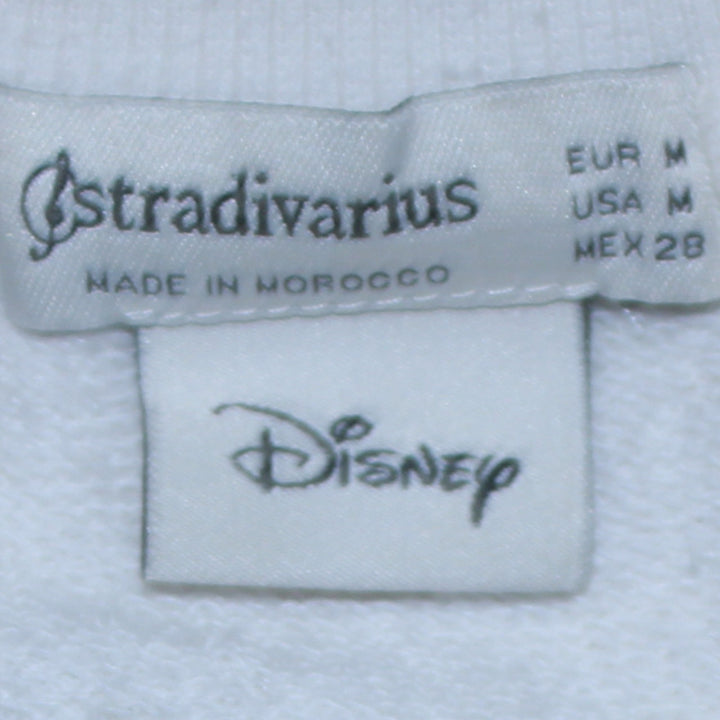 stradivarius
MADE IN MOROCCO
EUR M
USA M
MEX 28
Disney